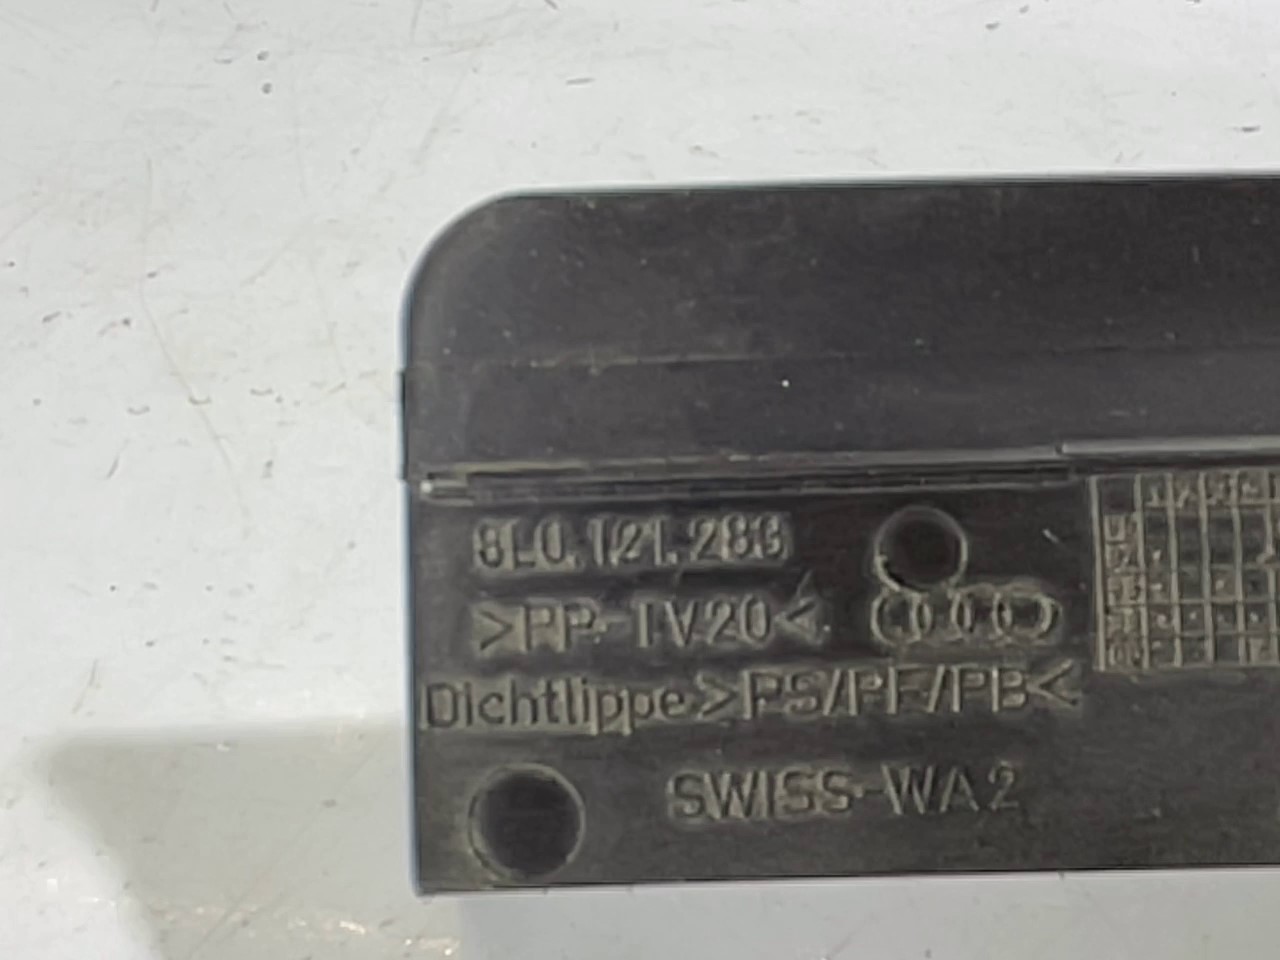 8L0.121.283
>PP-TV20<
Dichtlippe>PS/PE/PB<
SWISS-WA2